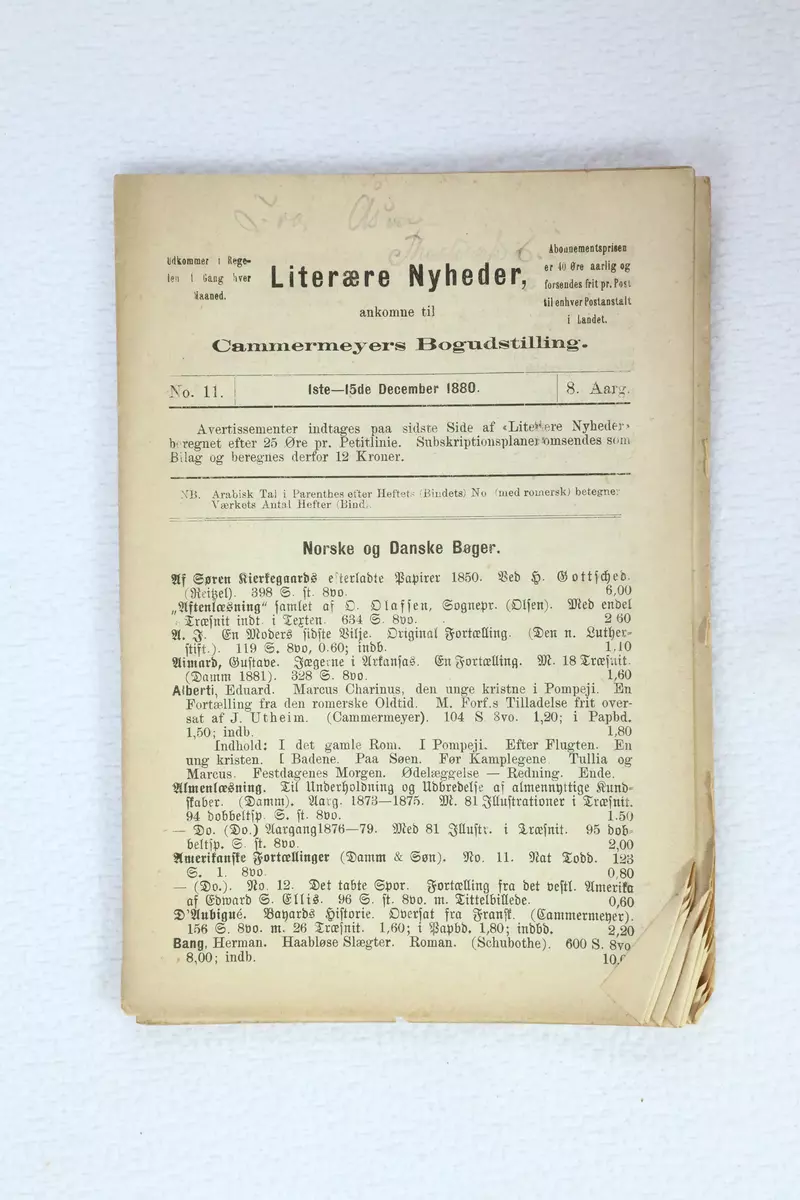 Udkommer i Rege-
len 1 Gang hver
Maaned.
Literære Nyheder,
ankomne til
Cammermeyers Bogudstilling.
Abonnementsprisen
er 40 Øre aarlig og
forsendes frit pr. Post
til enhver Postanstalt
i Landet.
No. 11.
1ste—15de December 1880.
8. Aarg.
Avertissementer indtages paa sidste Side af «Literære Nyheder»
beregnet efter 25 Øre pr. Petitlinie. Subskriptionsplaner omsendes som
Bilag og beregnes derfor 12 Kroner.
NB. Arabisk Tal i Parenthes efter Heftets (Bindets) No (med romersk) betegner
Værkets Antal Hefter (Bind).
Norske og Danske Bøger.
Af Søren Kierkegaards efterladte Papirer 1850. Ved H. Gottsched.
(Reitzel). 398 S. st. 8vo. 6,00
„Aftenlæsning" samlet af O. Olafsen, Sognepr. (Olsen). Med endel
Træsnit indt. i Texten. 634 S. 8vo. 2 60
A. J. En Moders sidste Vilje. Original Fortælling. (Den n. Luther-
stift.). 119 S. 8vo, 0.60; indb. 1,10
Aimard, Gustave. Jægerne i Arkansas. En Fortælling. M. 18 Træsnit.
(Damm 1881). 328 S. 8vo. 1,60
Alberti, Eduard. Marcus Charinus, den unge kristne i Pompeji. En
Fortælling fra den romerske Oldtid. M. Forf.s Tilladelse frit over-
sat af J. Utheim. (Cammermeyer). 104 S 8vo. 1,20; i Papbd.
1,50; indb. 1,80
Indhold: I det gamle Rom. I Pompeji. Efter Flugten. En
ung kristen. I Badene. Paa Søen. Før Kamplegene Tullia og
Marcus. Festdagenes Morgen. Ødelæggelse — Redning. Ende.
Almenlæsning. Til Underholdning og Udbredelse af almennyttige Kund-
skaber. (Damm). Aarg. 1873—1875. M. 81 Illustrationer i Træsnit.
94 dobbeltsp. S. st. 8vo. 1.50
— Do. (Do.) Aargang 1876—79. Med 81 Illustr. i Træsnit. 95 dob-
beltsp. S. st. 8vo. 2,00
Amerikanske Fortællinger (Damm & Søn). No. 11. Nat Todd. 123
S. l. 8vo. 0,80
— (Do.). No. 12. Det tabte Spor. Fortælling fra det vestl. Amerika
af Edward S. Ellis. 96 S. st. 8vo. m. Tittelbillede. 0,60
D'Aubigué. Bayards Historie. Oversat fra Fransk. (Cammermeyer).
156 S. 8vo. m. 26 Træsnit. 1,60; i Papbd. 1,80; indbd. 2,20
Bang, Herman. Haabløse Slægter. Roman. (Schubothe). 600 S. 8vo
8,00; indb.